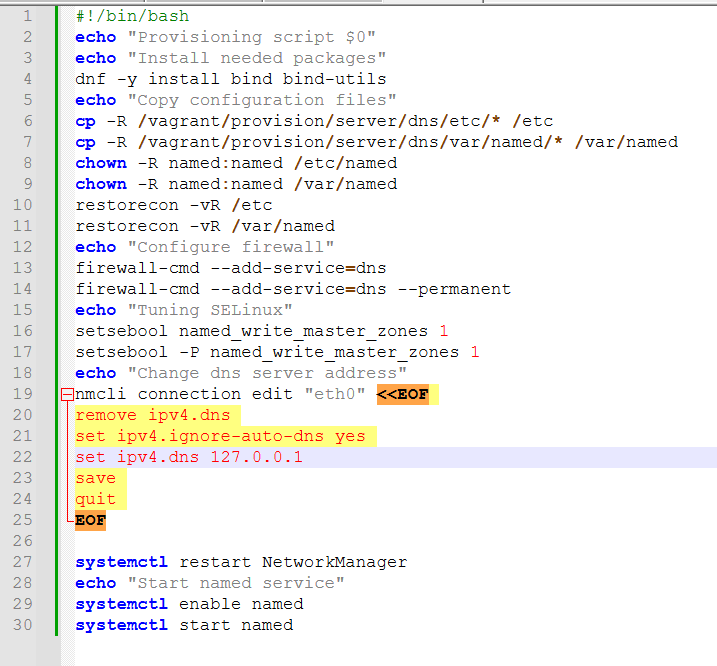 1 #!/bin/bash
2 echo "Provisioning script $0"
3 echo "Install needed packages"
4 dnf -y install bind bind-utils
5 echo "Copy configuration files"
6 cp -R /vagrant/provision/server/dns/etc/* /etc
7 cp -R /vagrant/provision/server/dns/var/named/* /var/named
8 chown -R named:named /etc/named
9 chown -R named:named /var/named
10 restorecon -vR /etc
11 restorecon -vR /var/named
12 echo "Configure firewall"
13 firewall-cmd --add-service=dns
14 firewall-cmd --add-service=dns --permanent
15 echo "Tuning SELinux"
16 setsebool named_write_master_zones 1
17 setsebool -P named_write_master_zones 1
18 echo "Change dns server address"
19 nmcli connection edit "eth0" <<EOF
20 remove ipv4.dns
21 set ipv4.ignore-auto-dns yes
22 set ipv4.dns 127.0.0.1
23 save
24 quit
25 EOF
26
27 systemctl restart NetworkManager
28 echo "Start named service"
29 systemctl enable named
30 systemctl start named